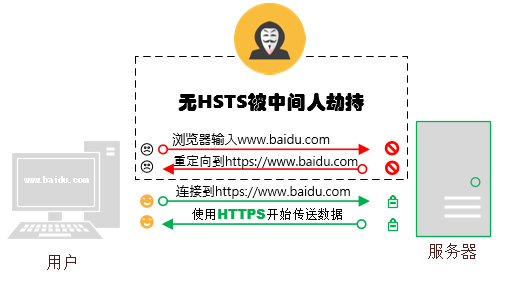 无HSTS被中间人劫持
浏览器输入www.baidu.com
重定向到https://www.baidu.com
www.baidu.com
连接到https://www.baidu.com
使用HTTPS开始传送数据
用户
服务器